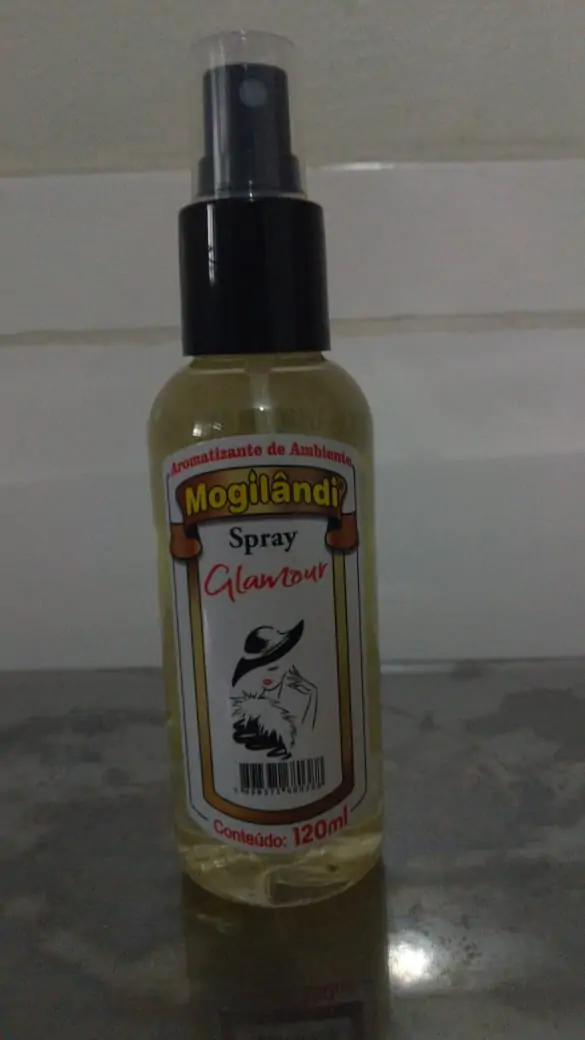 Aromatizante de Ambiente
Mogilândi
Spray
Glamour
Conteúdo: 120ml